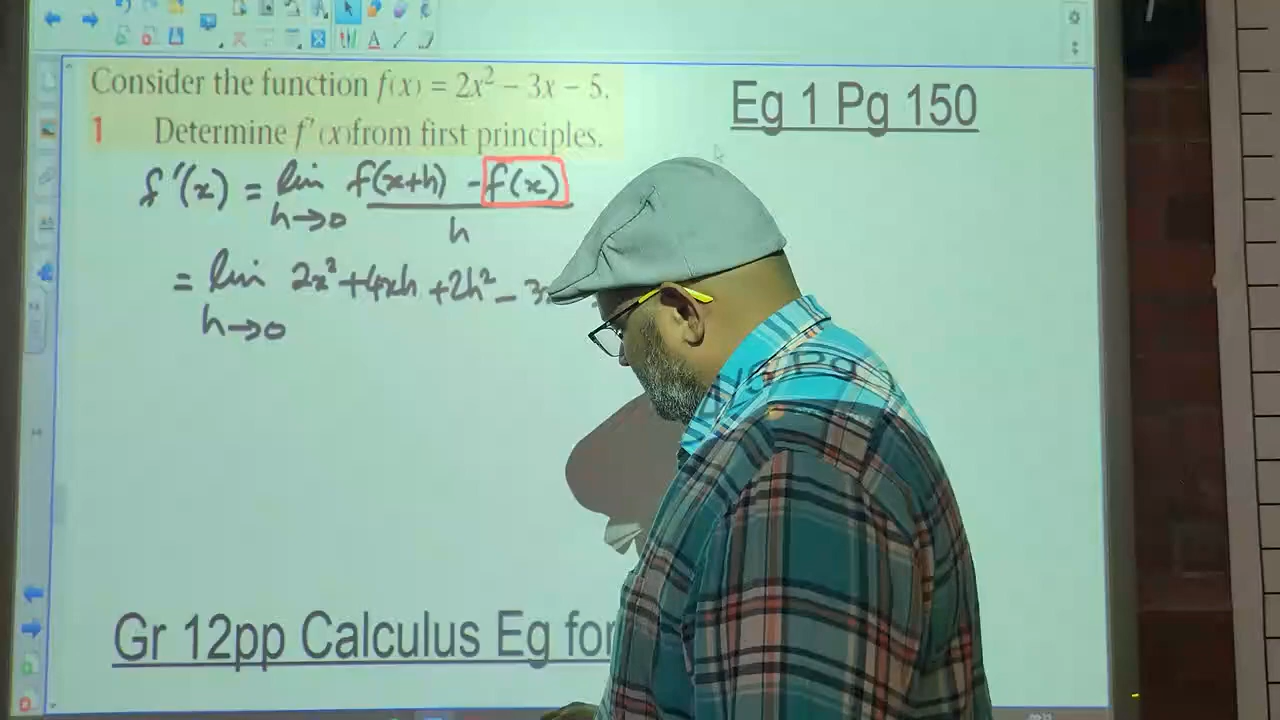 Consider the function f(x) = 2x² − 3x − 5.
Eg 1 Pg 150
1 Determine f'(x) from first principles.
f'(x) = lim f(x+h) - f(x)
h→0 h
= lim 2x² + 4xh + 2h² - 3x
h→0
Gr 12pp Calculus Eg for